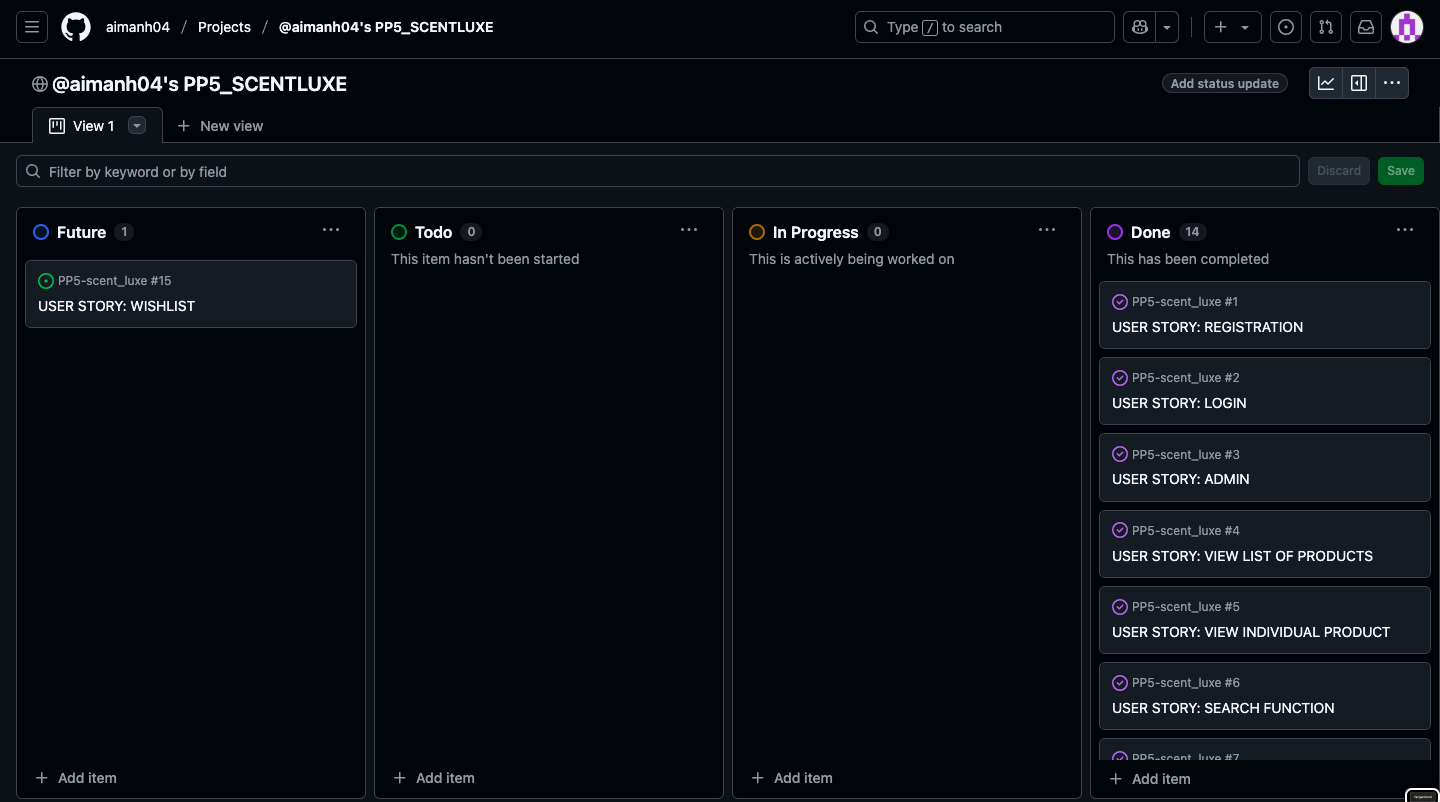 aimanh04 / Projects / @aimanh04's PP5_SCENTLUXE
Type / to search
@aimanh04's PP5_SCENTLUXE
Add status update
View 1
New view
Filter by keyword or by field
Discard
Save
Future 1
PP5-scent_luxe #15
USER STORY: WISHLIST
Add item
Todo 0
This item hasn't been started
Add item
In Progress 0
This is actively being worked on
Add item
Done 14
This has been completed
PP5-scent_luxe #1
USER STORY: REGISTRATION
PP5-scent_luxe #2
USER STORY: LOGIN
PP5-scent_luxe #3
USER STORY: ADMIN
PP5-scent_luxe #4
USER STORY: VIEW LIST OF PRODUCTS
PP5-scent_luxe #5
USER STORY: VIEW INDIVIDUAL PRODUCT
PP5-scent_luxe #6
USER STORY: SEARCH FUNCTION
PP5-scent_luxe #7
Add item